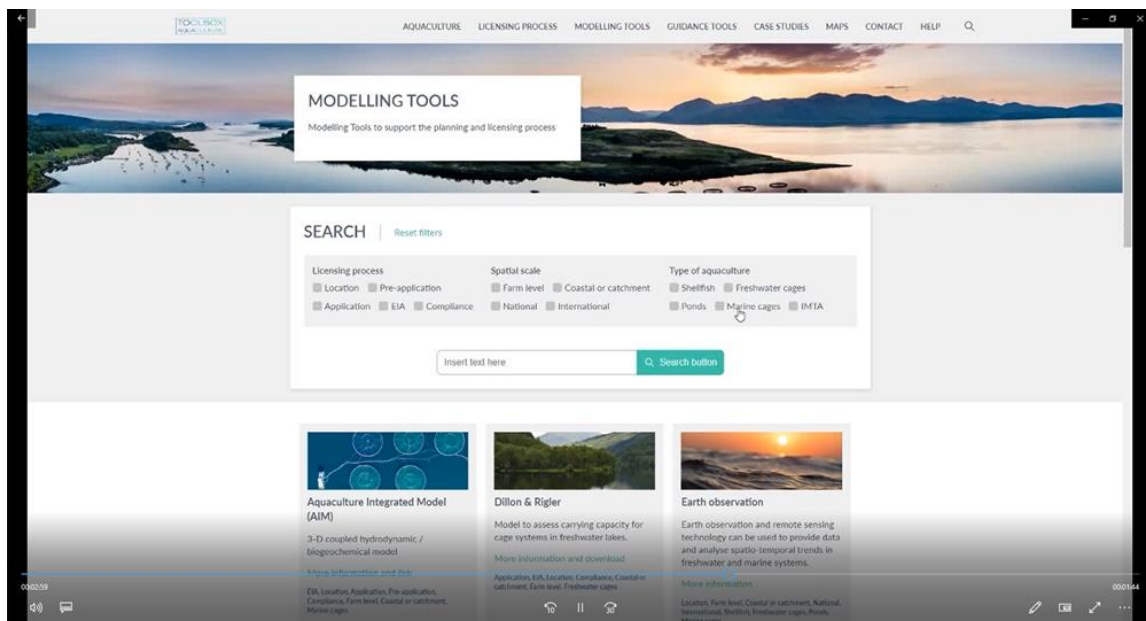 TOOLBOX
AQUACULTURE
AQUACULTURE LICENSING PROCESS MODELLING TOOLS GUIDANCE TOOLS CASE STUDIES MAPS CONTACT HELP
MODELLING TOOLS
Modelling Tools to support the planning and licensing process
SEARCH Reset filters
Licensing process Spatial scale Type of aquaculture
Location Pre-application Farm level Coastal or catchment Shellfish Freshwater cages
Application EIA Compliance National International Ponds Marine cages IMTA
Insert text here Search button
Aquaculture Integrated Model
(AIM)
3-D coupled hydrodynamic /
biogeochemical model
More information and link
EIA, Location, Application, Pre-application,
Compliance, Farm level, Coastal or catchment,
Marine cages
Dillon & Rigler
Model to assess carrying capacity for
cage systems in freshwater lakes.
More information and download
Application, EIA, Location, Compliance, Coastal or
catchment, Farm level, Freshwater cages
Earth observation
Earth observation and remote sensing
technology can be used to provide data
and analyse spatio-temporal trends in
freshwater and marine systems.
More information
Location, Farm level, Coastal or catchment, National,
International, Shellfish, Freshwater cages, Ponds,
Marine cages
00:02:59 00:01:44
10 30